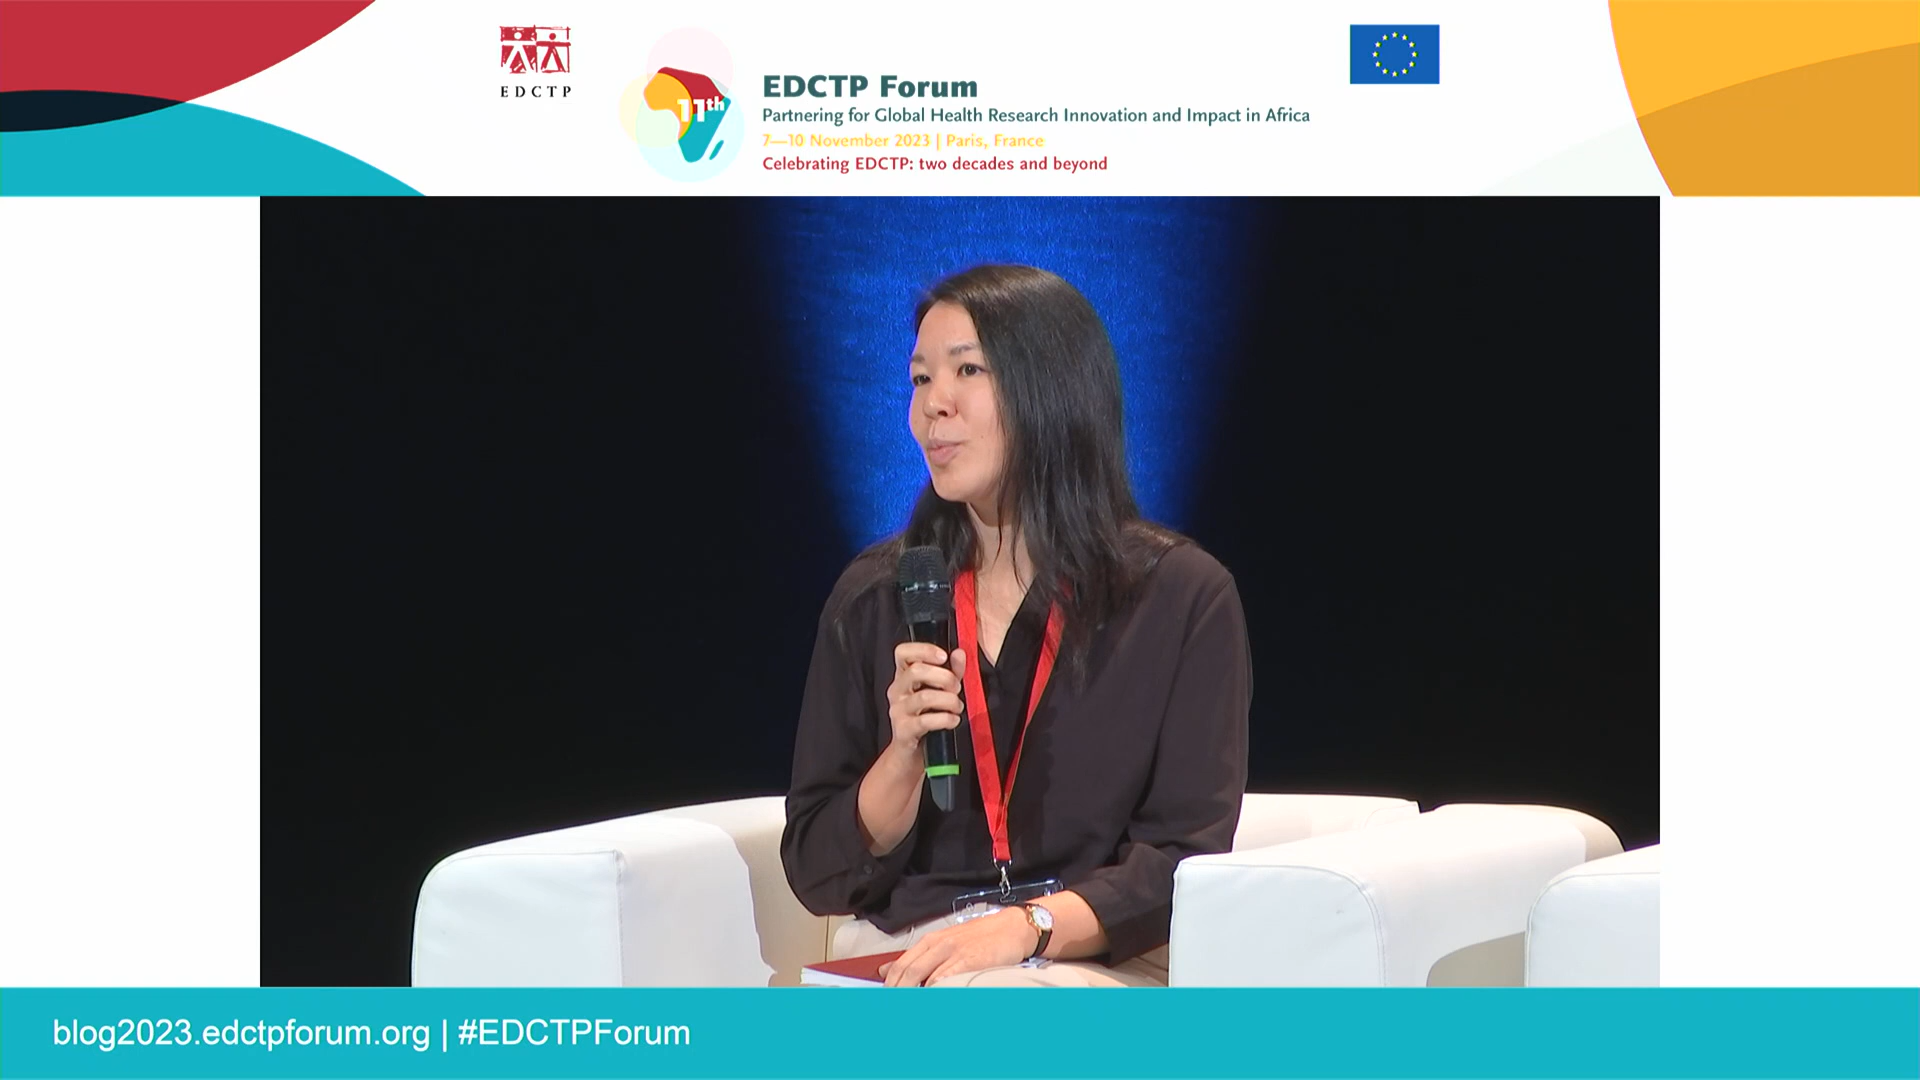 EDCTP
11th
EDCTP Forum
Partnering for Global Health Research Innovation and Impact in Africa
7—10 November 2023 | Paris, France
Celebrating EDCTP: two decades and beyond
blog2023.edctpforum.org | #EDCTPForum